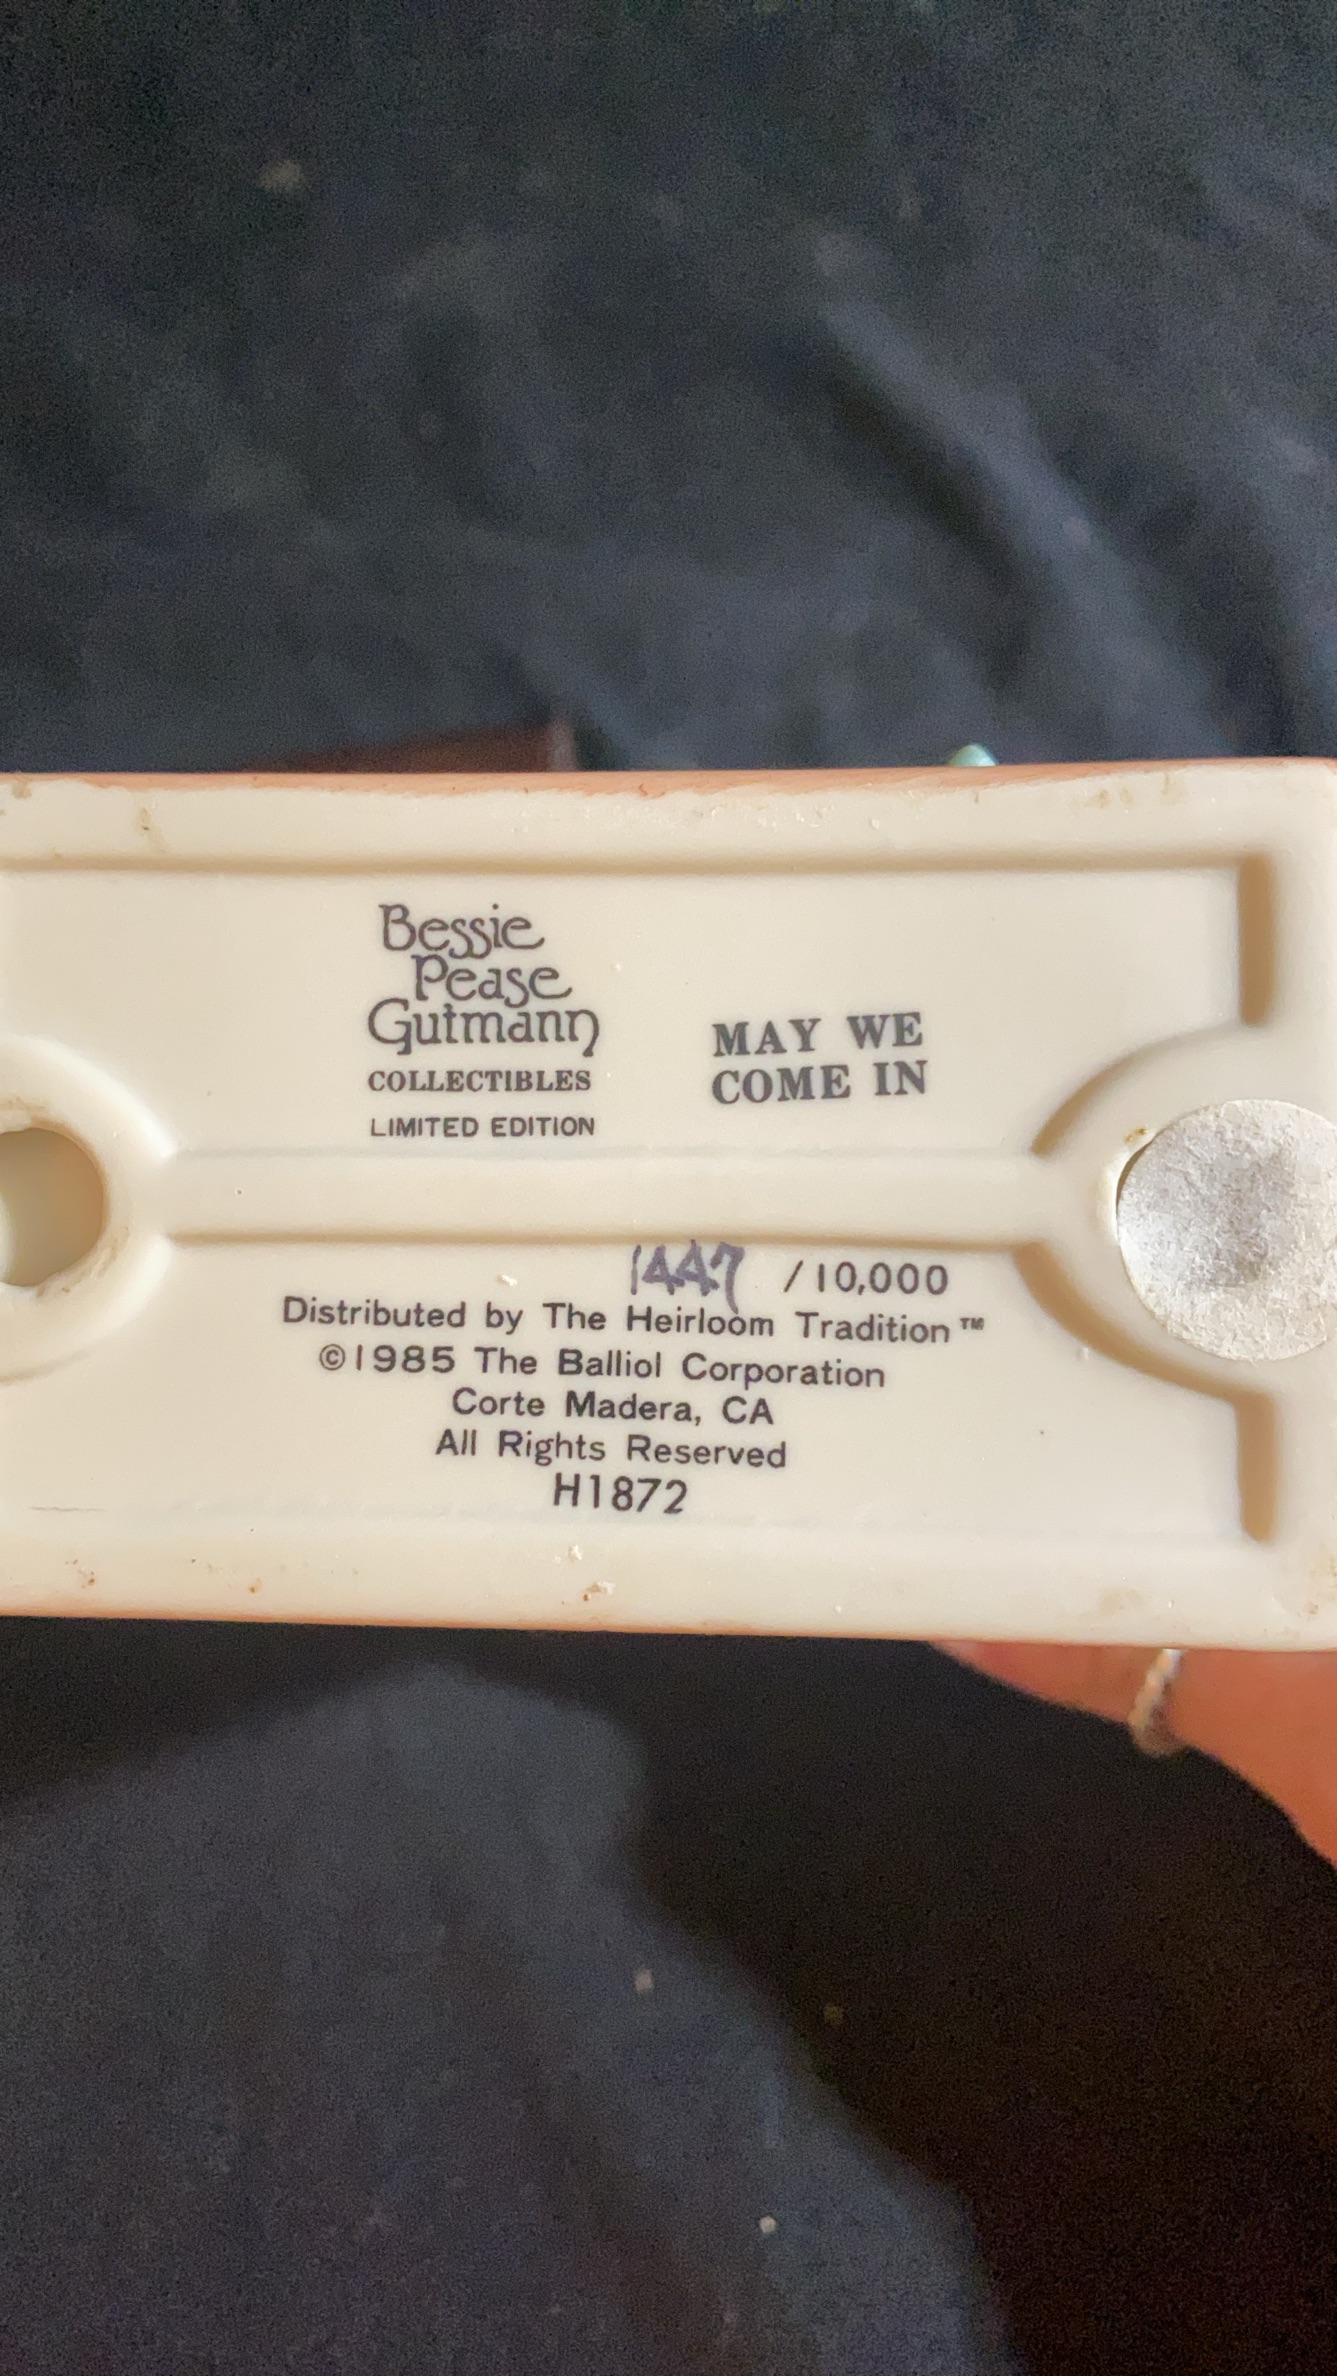 Bessie
Pease
Gutmann
COLLECTIBLES
LIMITED EDITION
MAY WE
COME IN
1447 /10,000
Distributed by The Heirloom Tradition™
©1985 The Balliol Corporation
Corte Madera, CA
All Rights Reserved
H1872